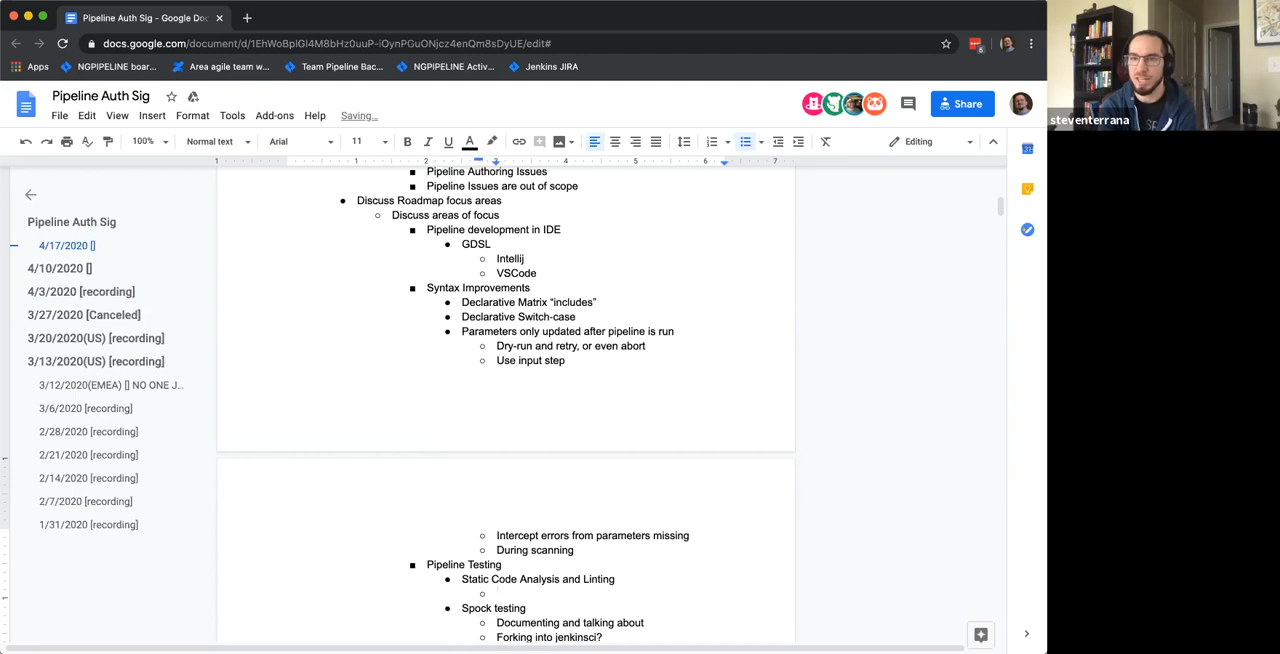 Pipeline Auth Sig - Google Doc
docs.google.com/document/d/1EhWoBplGl4M8bHz0uuP-iOynPGuONjcz4enQm8sDyUE/edit#
Apps
NGPIPELINE boar...
Area agile team w...
Team Pipeline Bac...
NGPIPELINE Activ...
Jenkins JIRA
Pipeline Auth Sig
File Edit View Insert Format Tools Add-ons Help Saving...
Share
100% Normal text Arial 11 B I U A Editing
1 1 2 3 4 5 6 7
Pipeline Auth Sig
4/17/2020 []
4/10/2020 []
4/3/2020 [recording]
3/27/2020 [Canceled]
3/20/2020(US) [recording]
3/13/2020(US) [recording]
3/12/2020(EMEA) [] NO ONE J...
3/6/2020 [recording]
2/28/2020 [recording]
2/21/2020 [recording]
2/14/2020 [recording]
2/7/2020 [recording]
1/31/2020 [recording]
Pipeline Authoring Issues
Pipeline Issues are out of scope
Discuss Roadmap focus areas
Discuss areas of focus
Pipeline development in IDE
GDSL
Intellij
VSCode
Syntax Improvements
Declarative Matrix “includes”
Declarative Switch-case
Parameters only updated after pipeline is run
Dry-run and retry, or even abort
Use input step
Intercept errors from parameters missing
During scanning
Pipeline Testing
Static Code Analysis and Linting
Spock testing
Documenting and talking about
Forking into jenkinsci?
steventerrana